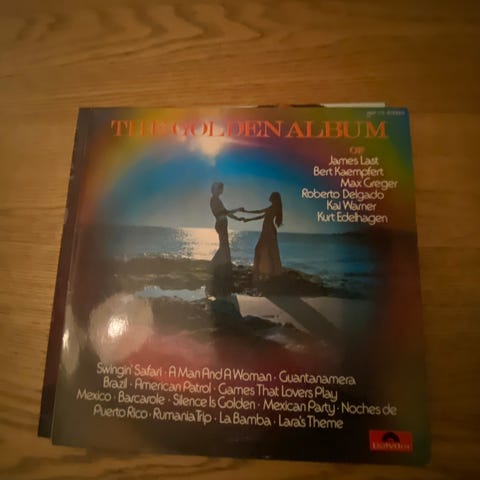 THE GOLDEN ALBUM
OF
James Last
Bert Kaempfert
Max Greger
Roberto Delgado
Kai Warner
Kurt Edelhagen
Swingin' Safari · A Man And A Woman · Guantanamera
Brazil · American Patrol · Games That Lovers Play
Mexico · Barcarole · Silence Is Golden · Mexican Party · Noches de
Puerto Rico · Rumania Trip · La Bamba · Lara's Theme
Polydor